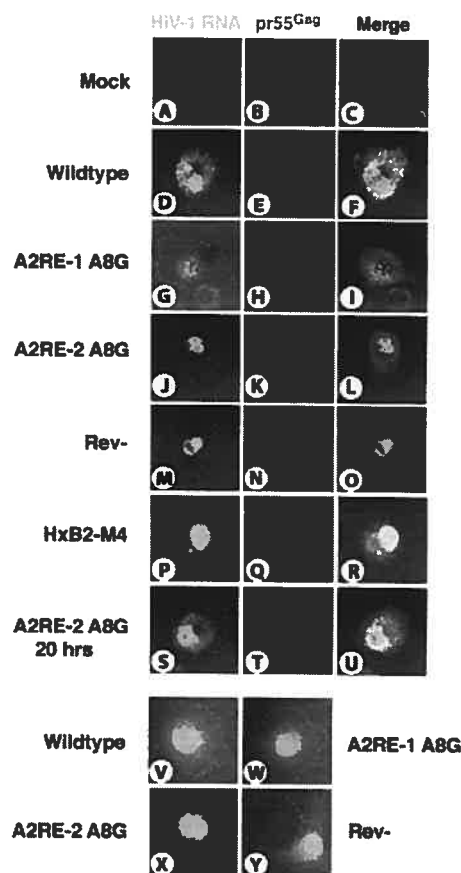 HiV-1 RNA pr55Gag Merge
Mock
A B C
Wildtype
D E F
A2RE-1 A8G
G H I
A2RE-2 A8G
J K L
Rev-
M N O
HxB2-M4
P Q R
A2RE-2 A8G
20 hrs
S T U
Wildtype
V W
A2RE-1 A8G
A2RE-2 A8G
X Y
Rev-